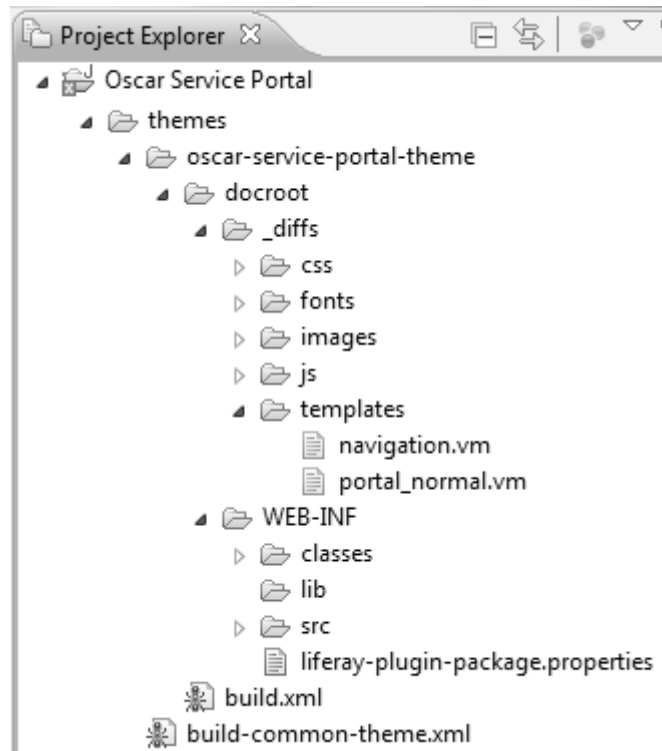 Project Explorer
Oscar Service Portal
themes
oscar-service-portal-theme
docroot
_diffs
css
fonts
images
js
templates
navigation.vm
portal_normal.vm
WEB-INF
classes
lib
src
liferay-plugin-package.properties
build.xml
build-common-theme.xml